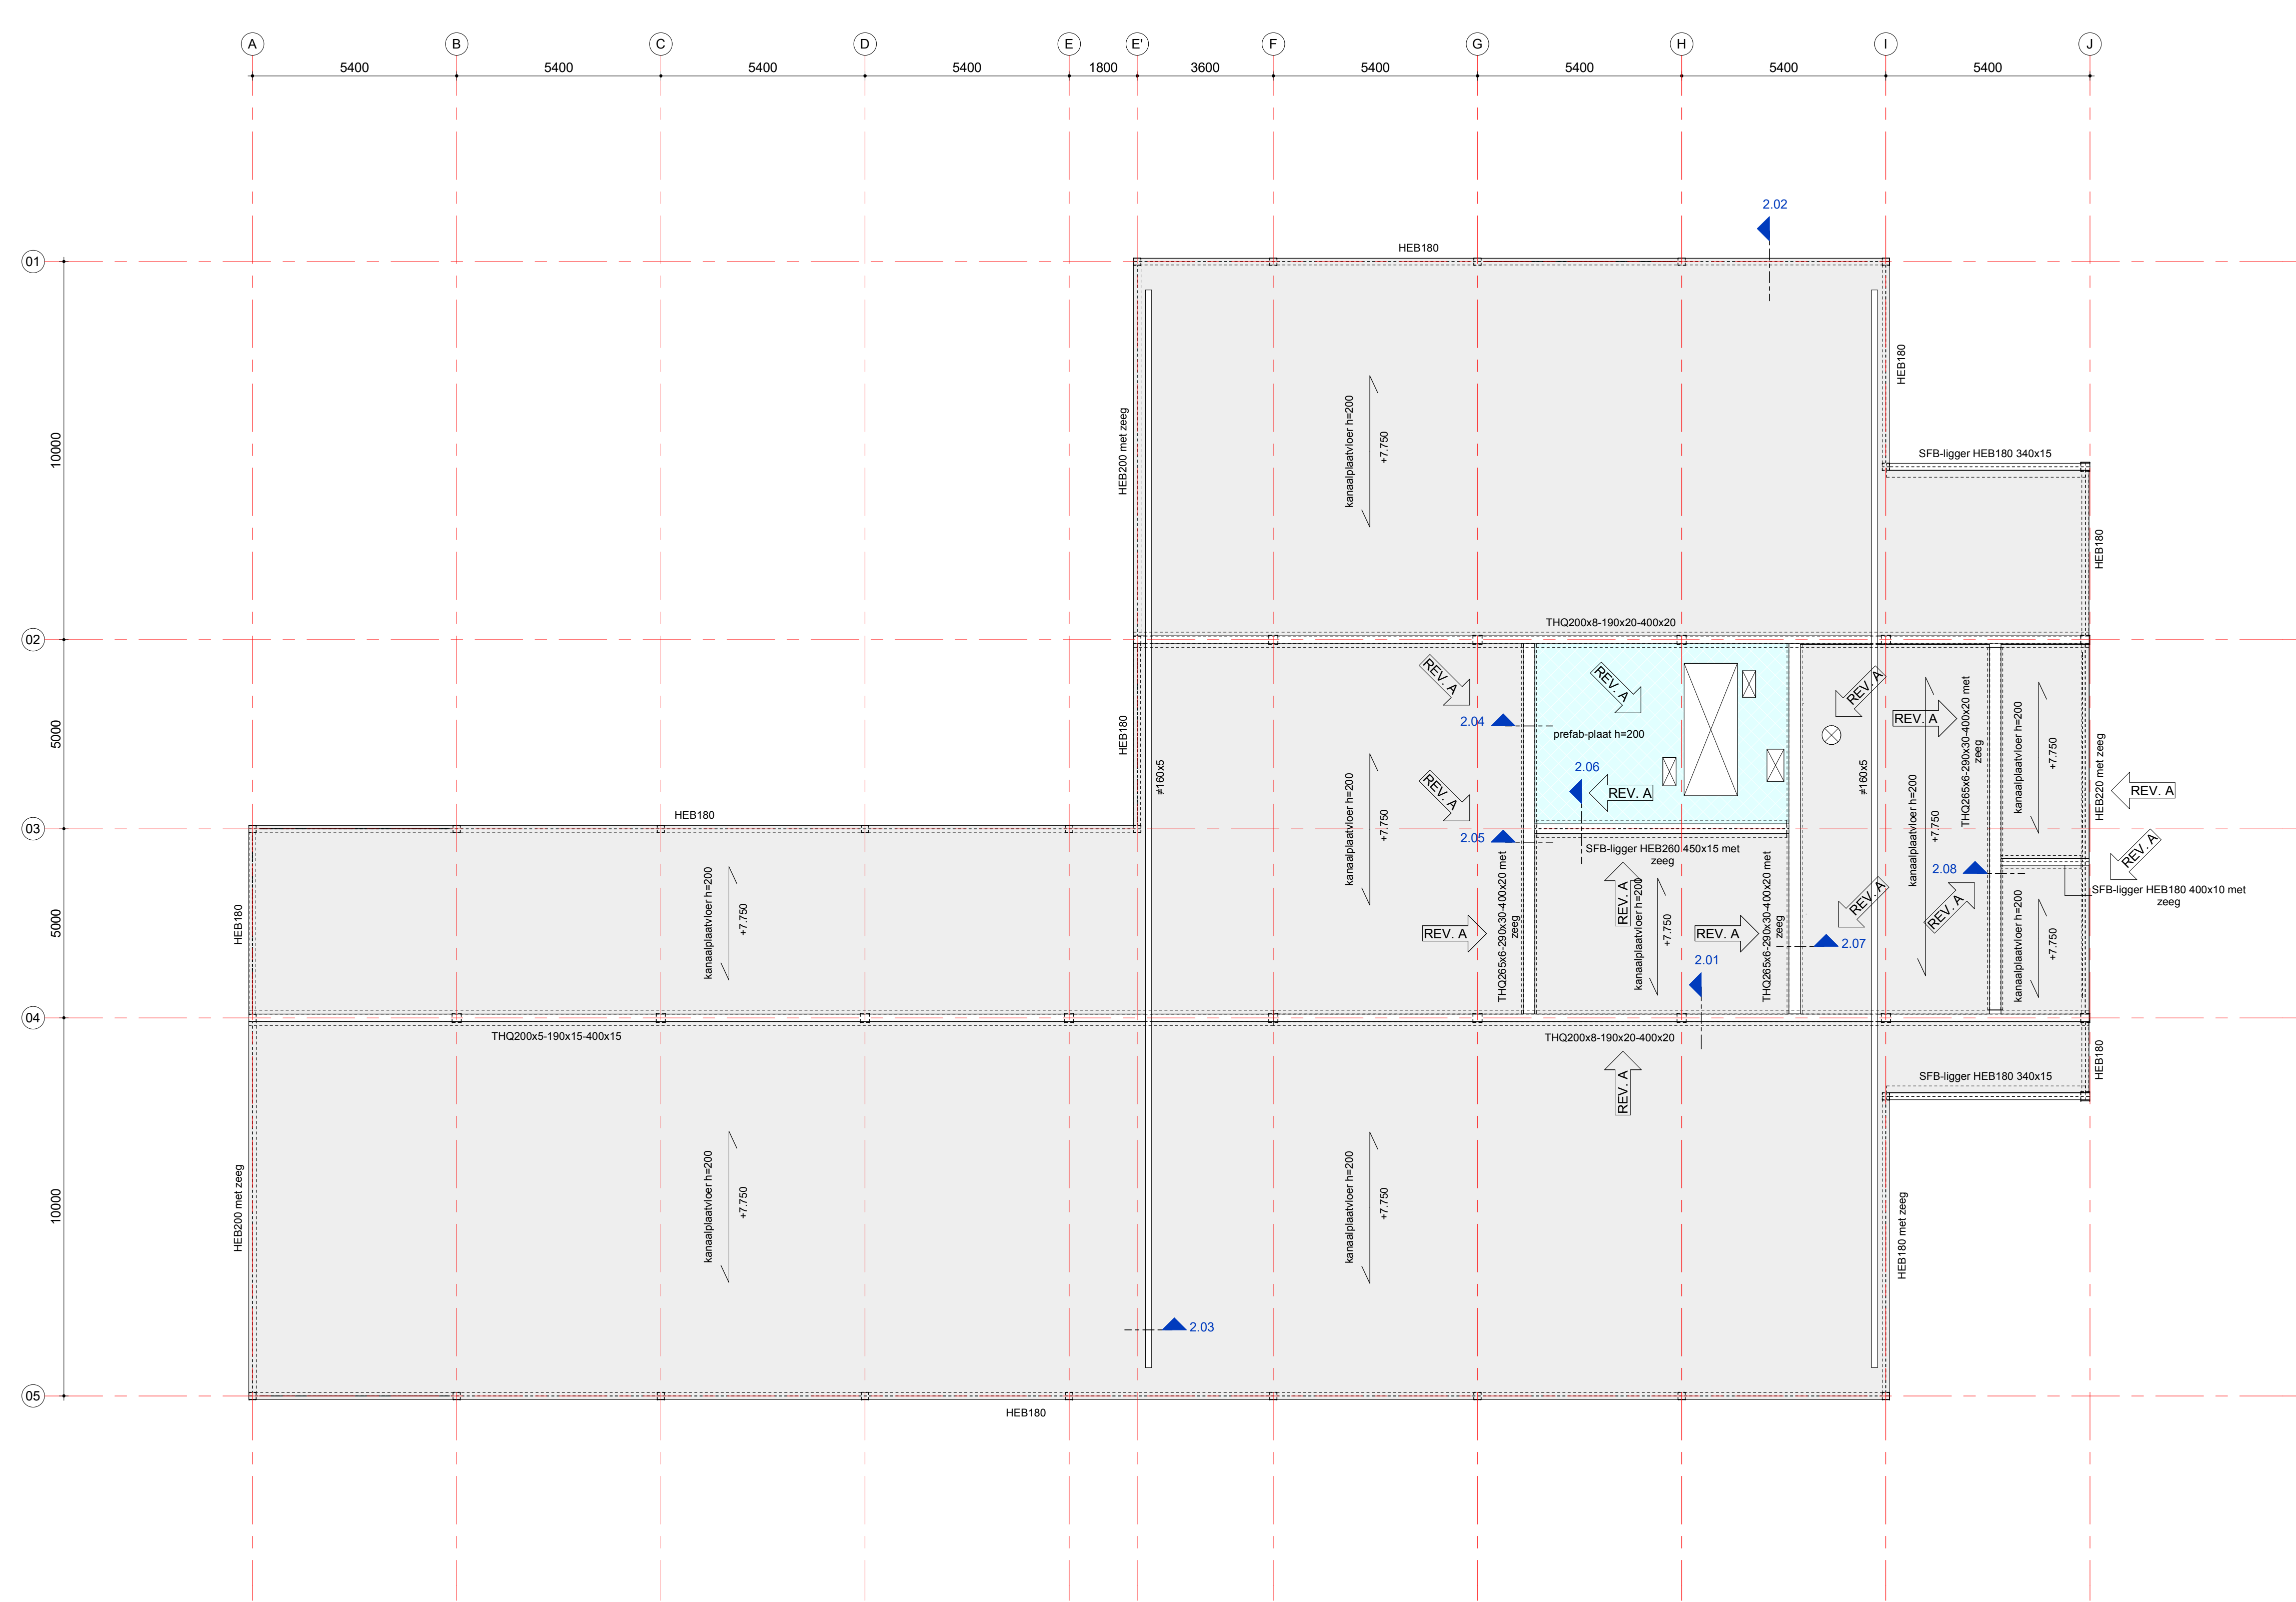 A B C D E E' F G H I J
5400 5400 5400 5400 1800 3600 5400 5400 5400 5400
2.02
01
HEB180
HEB180
10000
HEB200 met zeeg
kanaalplaatvloer h=200
+7.750
SFB-ligger HEB180 340x15
HEB180
THQ200x8-190x20-400x20
02
REV. A
REV. A
REV. A
REV. A
2.04
prefab-plaat h=200
5000
HEB180
≠160x5
kanaalplaatvloer h=200
+7.750
REV. A
2.06
REV. A
≠160x5
kanaalplaatvloer h=200
+7.750
THQ265x6-290x30-400x20 met
zeeg
kanaalplaatvloer h=200
+7.750
HEB220 met zeeg
REV. A
HEB180
03
2.05
SFB-ligger HEB260 450x15 met
zeeg
REV. A
2.08
SFB-ligger HEB180 400x10 met
zeeg
5000
HEB180
kanaalplaatvloer h=200
+7.750
REV. A
THQ265x6-290x30-400x20 met
zeeg
REV. A
kanaalplaatvloer h=200
+7.750
REV. A
THQ265x6-290x30-400x20 met
zeeg
REV. A
2.07
REV. A
kanaalplaatvloer h=200
+7.750
2.01
04
THQ200x5-190x15-400x15
THQ200x8-190x20-400x20
HEB180
SFB-ligger HEB180 340x15
REV. A
10000
HEB200 met zeeg
kanaalplaatvloer h=200
+7.750
kanaalplaatvloer h=200
+7.750
HEB180 met zeeg
2.03
05
HEB180